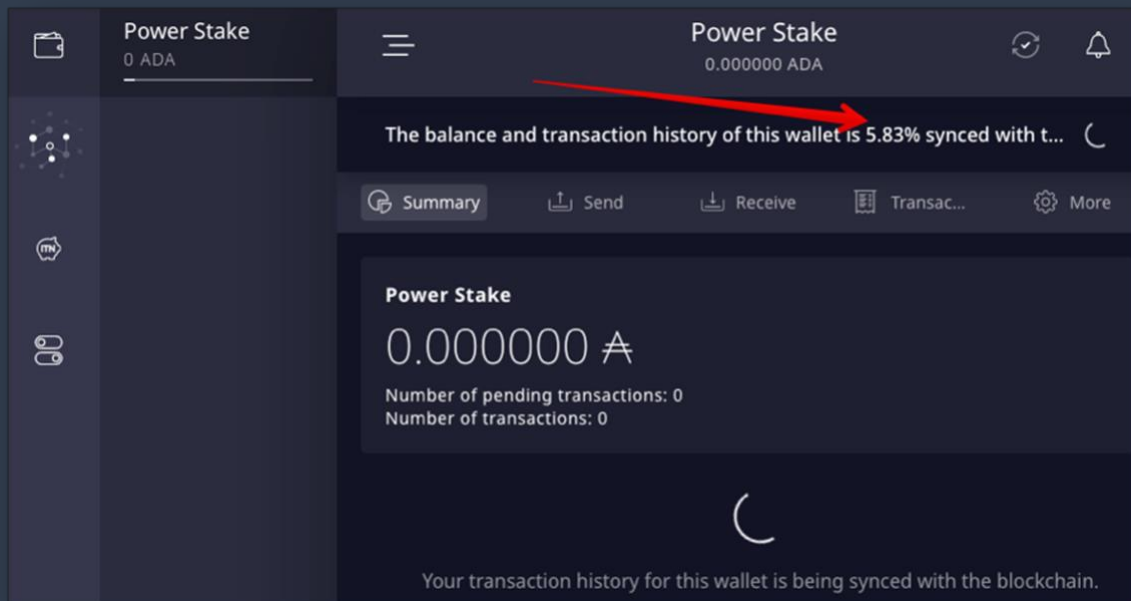 Power Stake
0 ADA
Power Stake
0.000000 ADA
The balance and transaction history of this wallet is 5.83% synced with t...
Summary
Send
Receive
Transac...
More
ITN
Power Stake
0.000000 ₳
Number of pending transactions: 0
Number of transactions: 0
Your transaction history for this wallet is being synced with the blockchain.